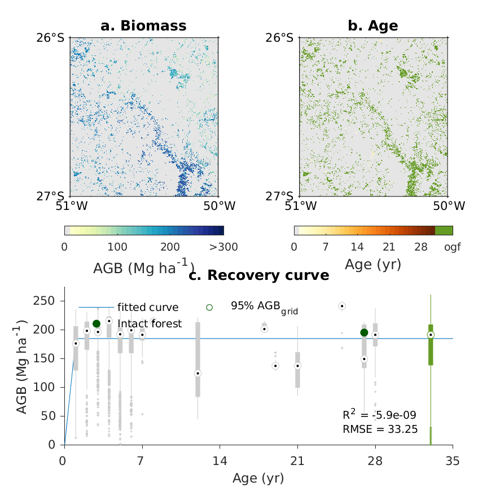 a. Biomass
b. Age
26°S
26°S
27°S
27°S
51°W
50°W
51°W
50°W
0
100
200
>300
0
7
14
21
28
ogf
AGB (Mg ha⁻¹)
Age (yr)
c. Recovery curve
fitted curve
Intact forest
95% AGB_grid
250
200
150
100
50
0
AGB (Mg ha⁻¹)
R² = -5.9e-09
RMSE = 33.25
0
7
14
21
28
35
Age (yr)